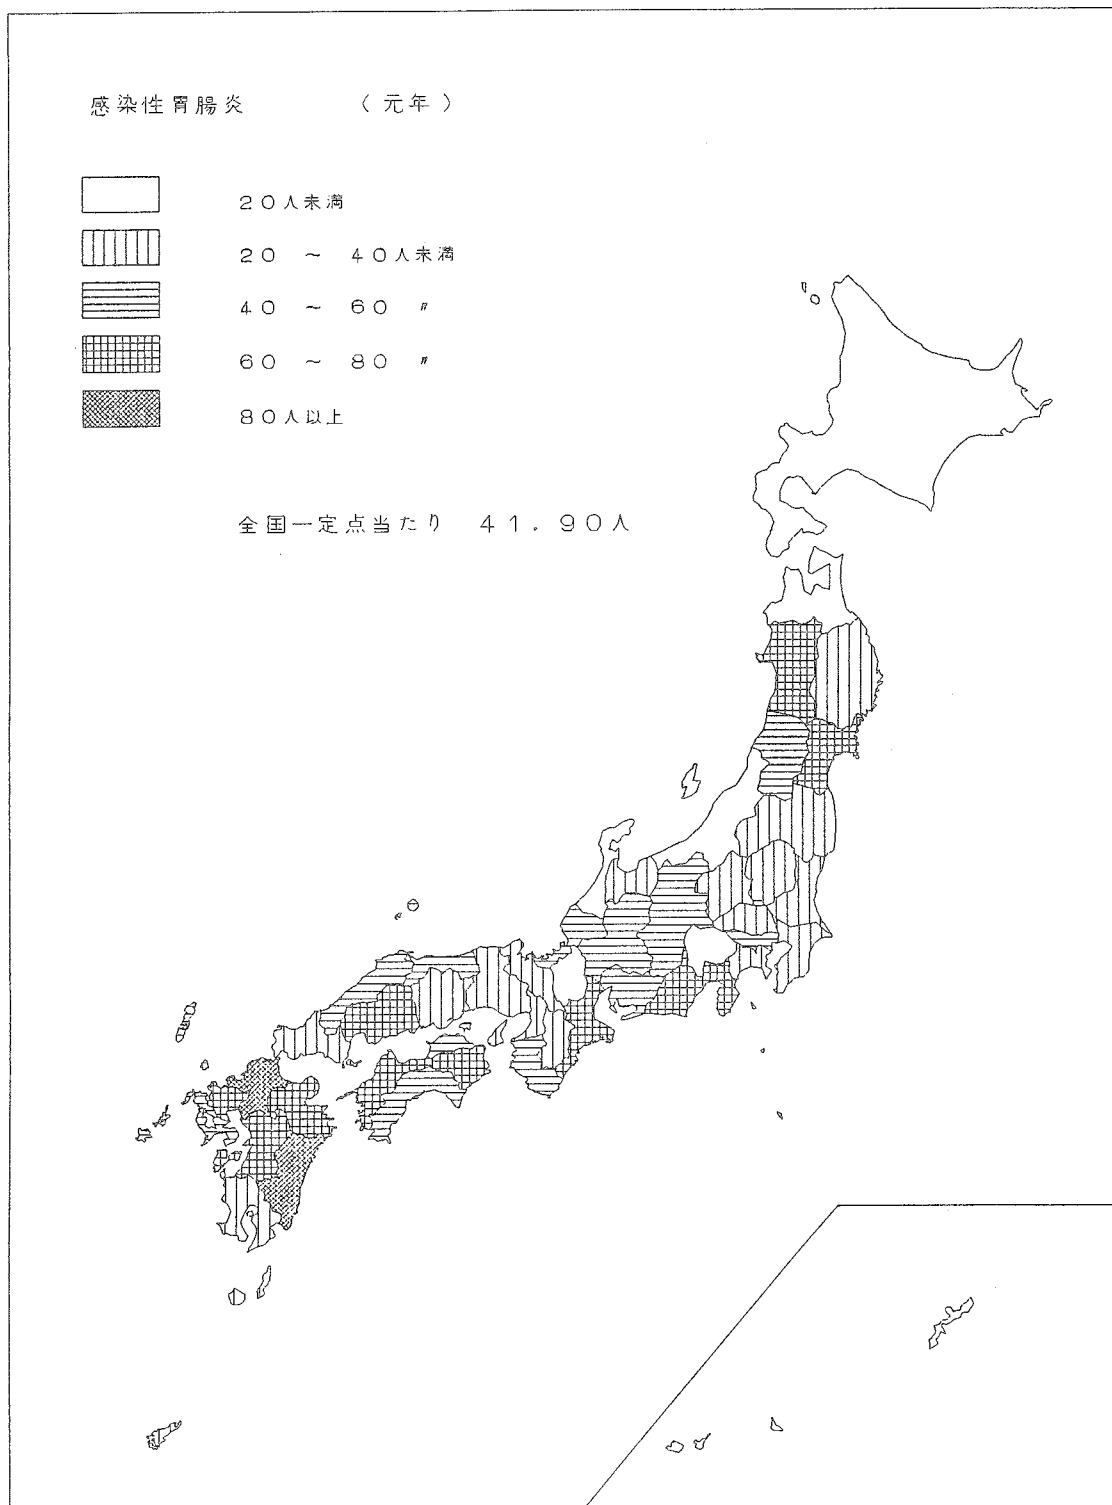 感染性胃腸炎 （元年）
20人未満
20 ～ 40人未満
40 ～ 60 〃
60 ～ 80 〃
80人以上
全国一定点当たり 41.90人